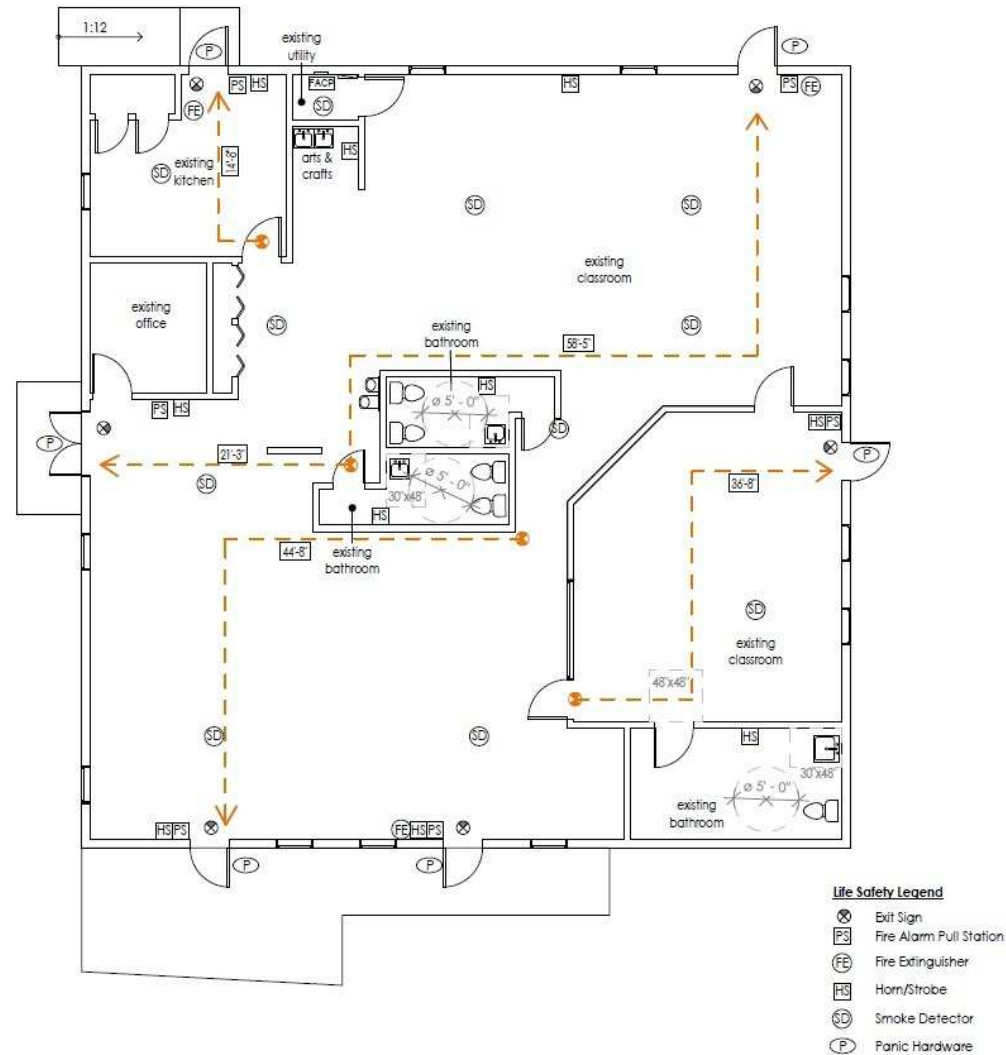 1:12
existing
utility
P
P
FACP
PS
HS
HS
PS
FE
FE
SD
arts &
crafts
HS
14'-8"
existing
kitchen
SD
SD
SD
existing
classroom
existing
office
SD
existing
bathroom
SD
58'-5"
HS
ø 5' - 0"
PS
HS
HS
PS
SD
P
P
21'-3"
ø 5' - 0"
30"x48"
36'-8"
SD
HS
44'-8"
existing
bathroom
SD
existing
classroom
48"x48"
SD
SD
HS
30"x48"
ø 5' - 0"
existing
bathroom
HS
PS
FE
HS
PS
P
P
Life Safety Legend
Exit Sign
PS Fire Alarm Pull Station
FE Fire Extinguisher
HS Horn/Strobe
SD Smoke Detector
P Panic Hardware